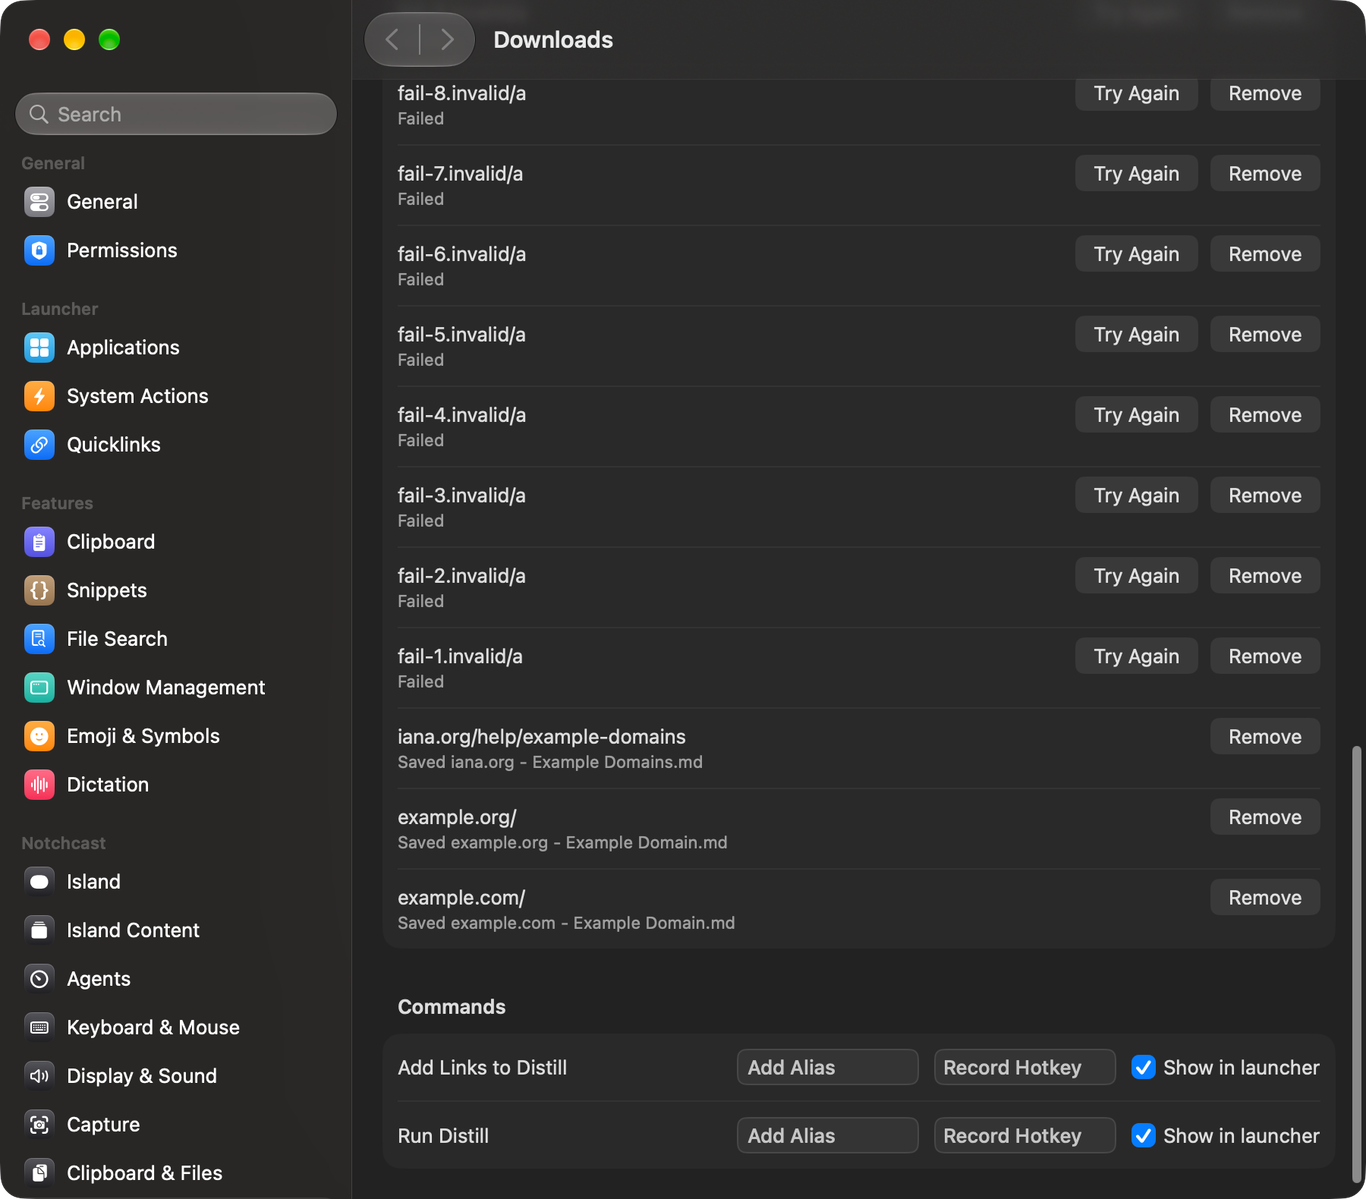 Downloads
Search
General
General
Permissions
Launcher
Applications
System Actions
Quicklinks
Features
Clipboard
Snippets
File Search
Window Management
Emoji & Symbols
Dictation
Notchcast
Island
Island Content
Agents
Keyboard & Mouse
Display & Sound
Capture
Clipboard & Files
Try Again Remove
fail-8.invalid/a Try Again Remove
Failed
fail-7.invalid/a Try Again Remove
Failed
fail-6.invalid/a Try Again Remove
Failed
fail-5.invalid/a Try Again Remove
Failed
fail-4.invalid/a Try Again Remove
Failed
fail-3.invalid/a Try Again Remove
Failed
fail-2.invalid/a Try Again Remove
Failed
fail-1.invalid/a Try Again Remove
Failed
iana.org/help/example-domains Remove
Saved iana.org - Example Domains.md
example.org/ Remove
Saved example.org - Example Domain.md
example.com/ Remove
Saved example.com - Example Domain.md
Commands
Add Links to Distill Add Alias Record Hotkey Show in launcher
Run Distill Add Alias Record Hotkey Show in launcher